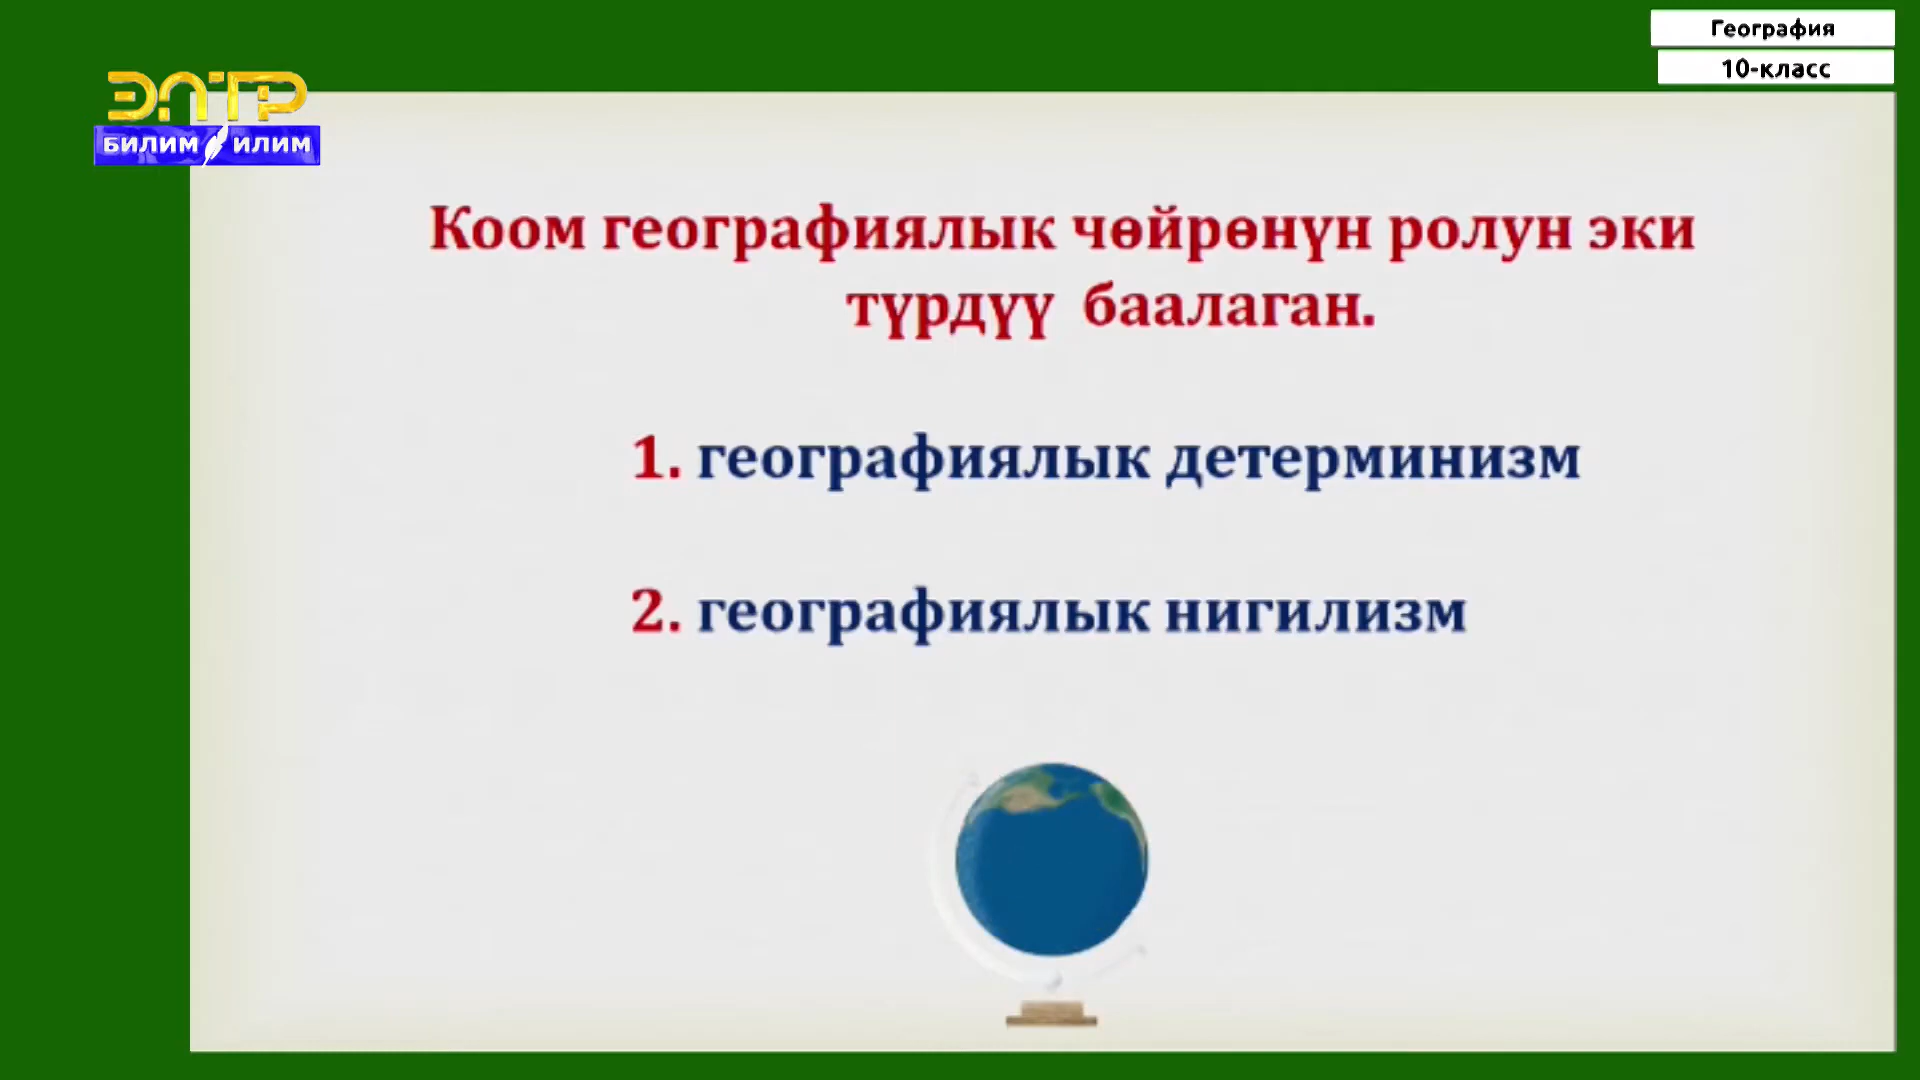 География
10-класс
ЭЛТР
БИЛИМ ИЛИМ
Коом географиялык чөйрөнүн ролун эки
түрдүү баалаган.
1. географиялык детерминизм
2. географиялык нигилизм